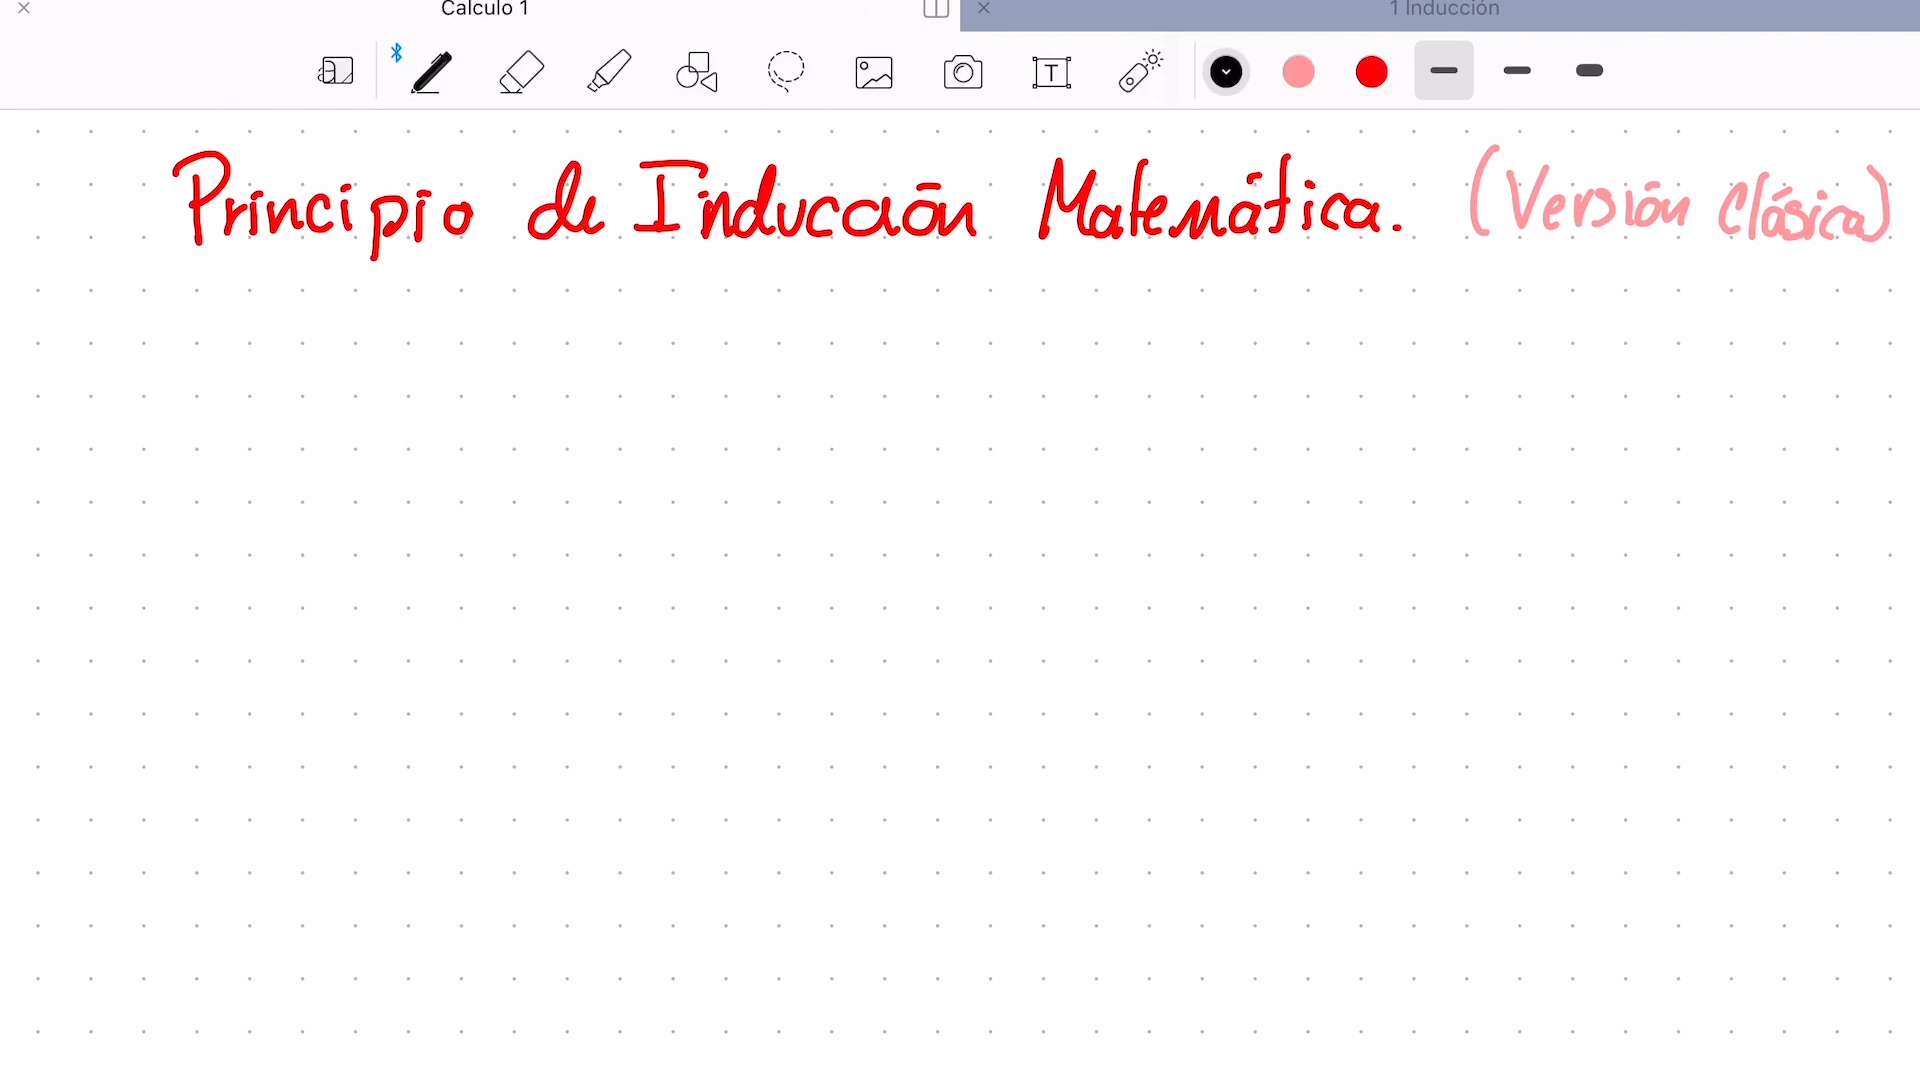 Calculo 1
1 Inducción
T
Principio de Inducción Matemática. (Versión Clásica)